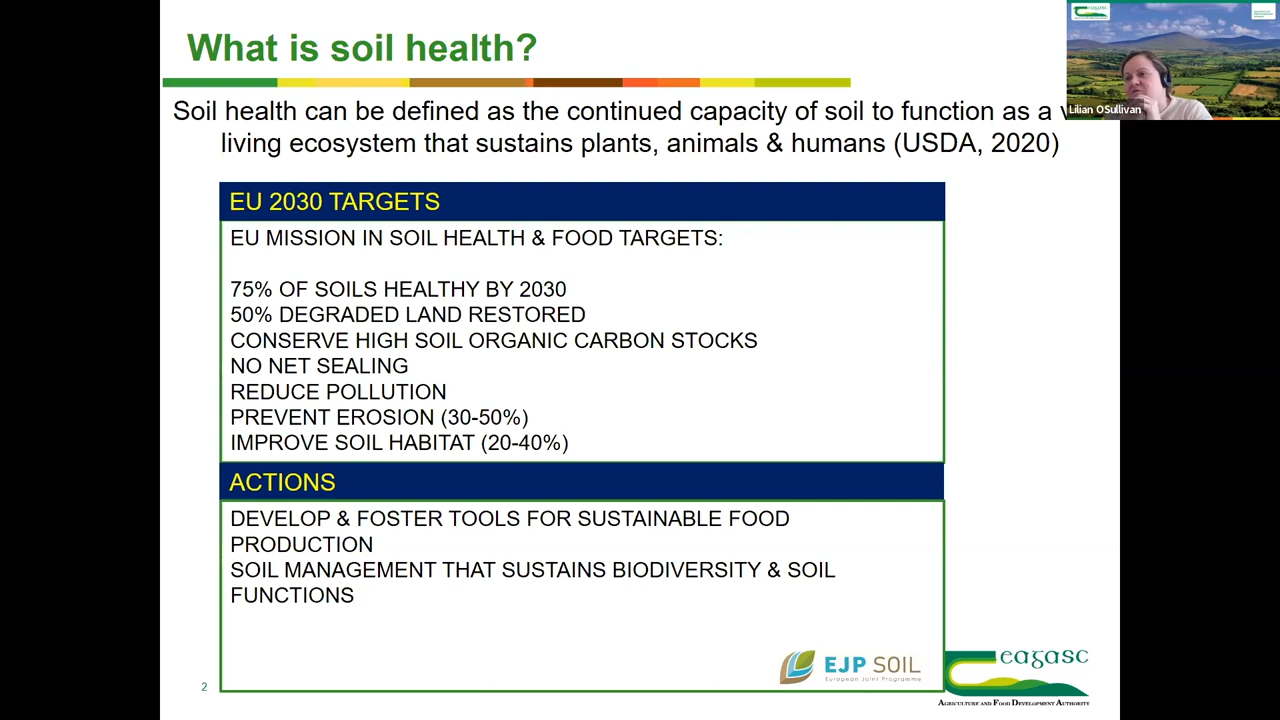 What is soil health?
Soil health can be defined as the continued capacity of soil to function as a
living ecosystem that sustains plants, animals & humans (USDA, 2020)
Lilian OSullivan
EU 2030 TARGETS
EU MISSION IN SOIL HEALTH & FOOD TARGETS:
75% OF SOILS HEALTHY BY 2030
50% DEGRADED LAND RESTORED
CONSERVE HIGH SOIL ORGANIC CARBON STOCKS
NO NET SEALING
REDUCE POLLUTION
PREVENT EROSION (30-50%)
IMPROVE SOIL HABITAT (20-40%)
ACTIONS
DEVELOP & FOSTER TOOLS FOR SUSTAINABLE FOOD
PRODUCTION
SOIL MANAGEMENT THAT SUSTAINS BIODIVERSITY & SOIL
FUNCTIONS
EJP SOIL
European Joint Programme
eagasc
AGRICULTURE AND FOOD DEVELOPMENT AUTHORITY
2
eagasc